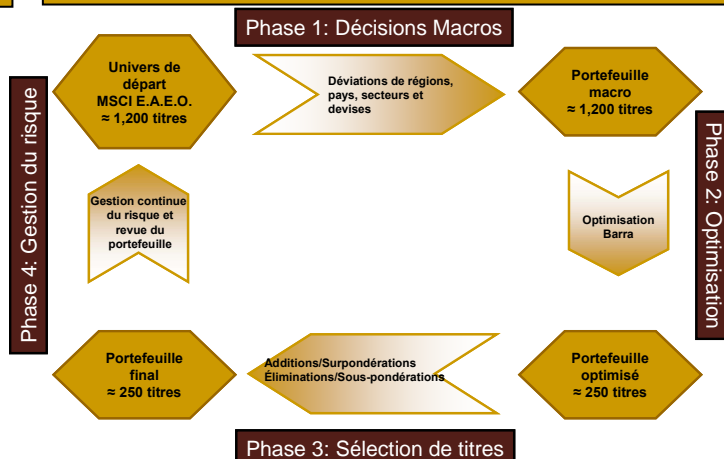 Phase 1: Décisions Macros
Univers de
départ
MSCI E.A.E.O.
≈ 1,200 titres
Déviations de régions,
pays, secteurs et
devises
Portefeuille
macro
≈ 1,200 titres
Phase 2: Optimisation
Optimisation
Barra
Portefeuille
optimisé
≈ 250 titres
Phase 3: Sélection de titres
Additions/Surpondérations
Éliminations/Sous-pondérations
Portefeuille
final
≈ 250 titres
Phase 4: Gestion du risque
Gestion continue
du risque et
revue du
portefeuille